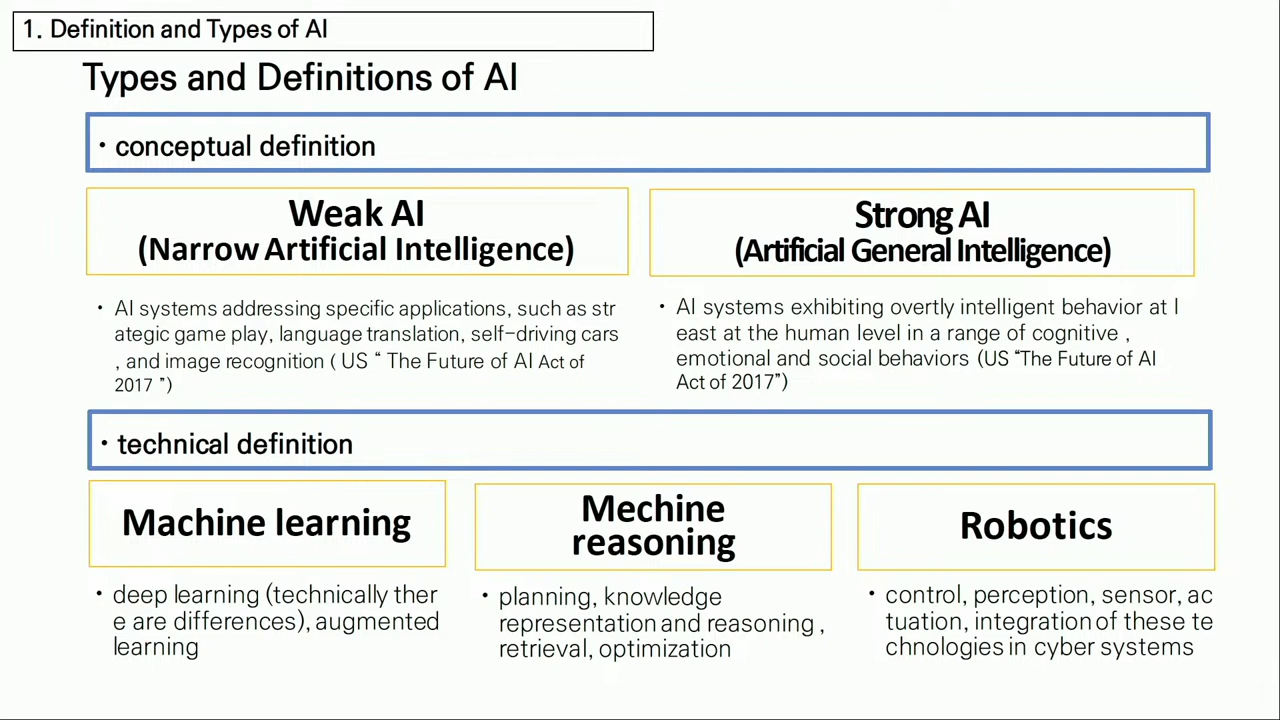 1. Definition and Types of AI
Types and Definitions of AI
• conceptual definition
Weak AI
(Narrow Artificial Intelligence)
• AI systems addressing specific applications, such as str
ategic game play, language translation, self-driving cars
, and image recognition ( US “ The Future of AI Act of
2017 ”)
Strong AI
(Artificial General Intelligence)
• AI systems exhibiting overtly intelligent behavior at l
east at the human level in a range of cognitive ,
emotional and social behaviors (US “The Future of AI
Act of 2017”)
• technical definition
Machine learning
• deep learning (technically ther
e are differences), augmented
learning
Mechine
reasoning
• planning, knowledge
representation and reasoning ,
retrieval, optimization
Robotics
• control, perception, sensor, ac
tuation, integration of these te
chnologies in cyber systems